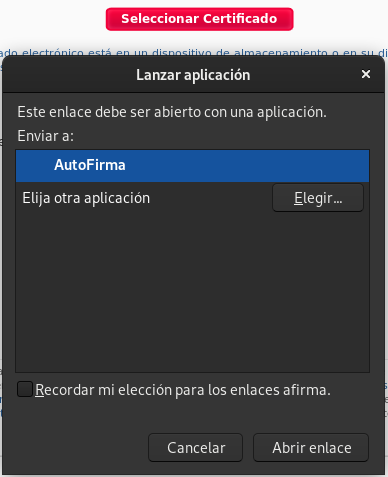 Seleccionar Certificado
ado electrónico está en un dispositivo de almacenamiento o en su di
Lanzar aplicación
Este enlace debe ser abierto con una aplicación.
Enviar a:
AutoFirma
Elija otra aplicación
Elegir...
Recordar mi elección para los enlaces afirma.
Cancelar
Abrir enlace